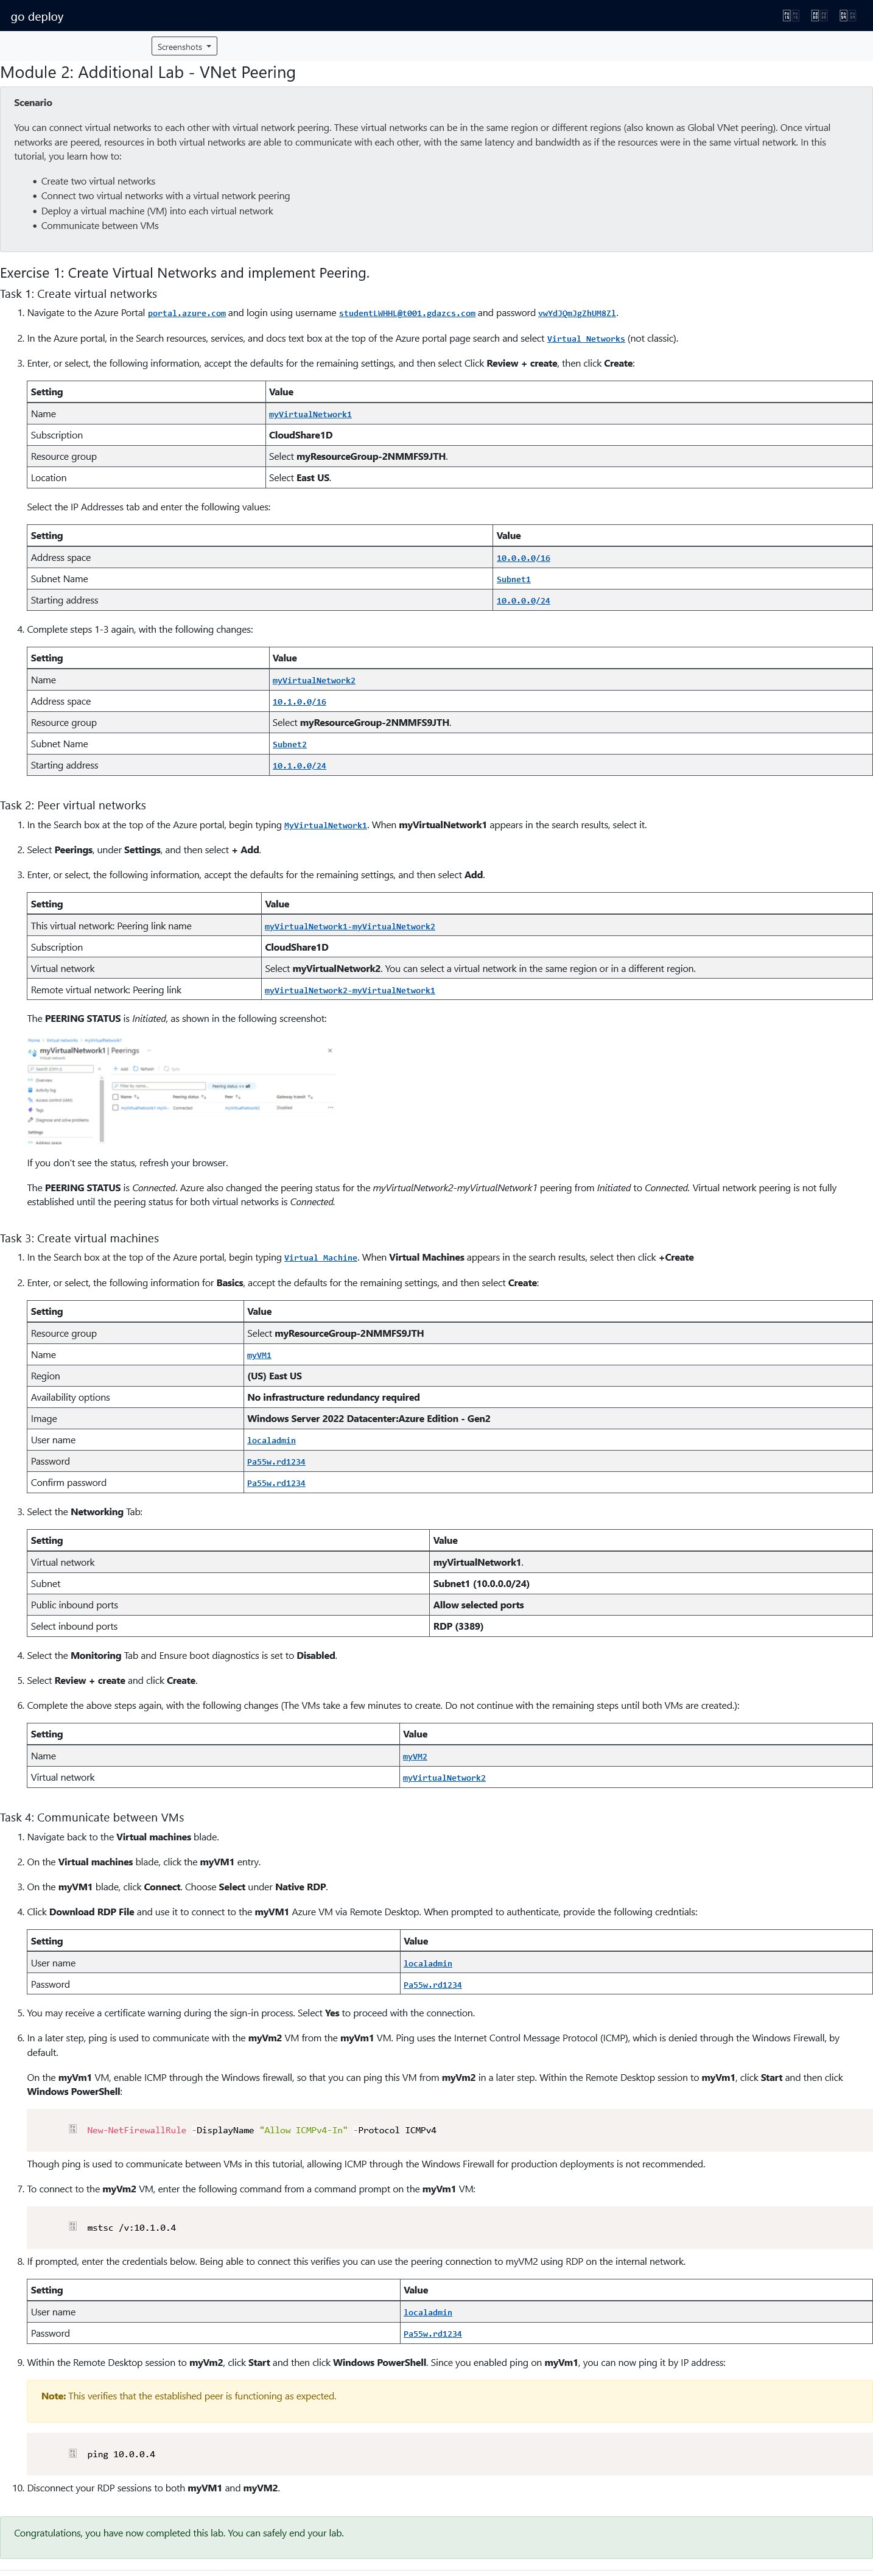 go deploy
Screenshots
Module 2: Additional Lab - VNet Peering
Scenario
You can connect virtual networks to each other with virtual network peering. These virtual networks can be in the same region or different regions (also known as Global VNet peering). Once virtual
networks are peered, resources in both virtual networks are able to communicate with each other, with the same latency and bandwidth as if the resources were in the same virtual network. In this
tutorial, you learn how to:
• Create two virtual networks
• Connect two virtual networks with a virtual network peering
• Deploy a virtual machine (VM) into each virtual network
• Communicate between VMs
Exercise 1: Create Virtual Networks and implement Peering.
Task 1: Create virtual networks
1. Navigate to the Azure Portal portal.azure.com and login using username studentLWHHL@t001.gdazcs.com and password vwYdJQmJgZhUM8Zl.
2. In the Azure portal, in the Search resources, services, and docs text box at the top of the Azure portal page search and select Virtual Networks (not classic).
3. Enter, or select, the following information, accept the defaults for the remaining settings, and then select Click Review + create, then click Create:
Setting Value
Name myVirtualNetwork1
Subscription CloudShare1D
Resource group Select myResourceGroup-2NMMFS9JTH.
Location Select East US.
Select the IP Addresses tab and enter the following values:
Setting Value
Address space 10.0.0.0/16
Subnet Name Subnet1
Starting address 10.0.0.0/24
4. Complete steps 1-3 again, with the following changes:
Setting Value
Name myVirtualNetwork2
Address space 10.1.0.0/16
Resource group Select myResourceGroup-2NMMFS9JTH.
Subnet Name Subnet2
Starting address 10.1.0.0/24
Task 2: Peer virtual networks
1. In the Search box at the top of the Azure portal, begin typing MyVirtualNetwork1. When myVirtualNetwork1 appears in the search results, select it.
2. Select Peerings, under Settings, and then select + Add.
3. Enter, or select, the following information, accept the defaults for the remaining settings, and then select Add.
Setting Value
This virtual network: Peering link name myVirtualNetwork1-myVirtualNetwork2
Subscription CloudShare1D
Virtual network Select myVirtualNetwork2. You can select a virtual network in the same region or in a different region.
Remote virtual network: Peering link myVirtualNetwork2-myVirtualNetwork1
The PEERING STATUS is Initiated, as shown in the following screenshot:
Home > Virtual networks > myVirtualNetwork1
myVirtualNetwork1 | Peerings
Virtual network
Search (Ctrl+/) Add Refresh Sync
Overview Filter by name... Peering status == all
Activity log Name Peering status Peer Gateway transit
Access control (IAM) Connected myVirtualNetwork2 Disabled
Tags
Diagnose and solve problems
Settings
Address space
If you don't see the status, refresh your browser.
The PEERING STATUS is Connected. Azure also changed the peering status for the myVirtualNetwork2-myVirtualNetwork1 peering from Initiated to Connected. Virtual network peering is not fully
established until the peering status for both virtual networks is Connected.
Task 3: Create virtual machines
1. In the Search box at the top of the Azure portal, begin typing Virtual Machine. When Virtual Machines appears in the search results, select then click +Create
2. Enter, or select, the following information for Basics, accept the defaults for the remaining settings, and then select Create:
Setting Value
Resource group Select myResourceGroup-2NMMFS9JTH
Name myVM1
Region (US) East US
Availability options No infrastructure redundancy required
Image Windows Server 2022 Datacenter:Azure Edition - Gen2
User name localadmin
Password Pa55w.rd1234
Confirm password Pa55w.rd1234
3. Select the Networking Tab:
Setting Value
Virtual network myVirtualNetwork1.
Subnet Subnet1 (10.0.0.0/24)
Public inbound ports Allow selected ports
Select inbound ports RDP (3389)
4. Select the Monitoring Tab and Ensure boot diagnostics is set to Disabled.
5. Select Review + create and click Create.
6. Complete the above steps again, with the following changes (The VMs take a few minutes to create. Do not continue with the remaining steps until both VMs are created.):
Setting Value
Name myVM2
Virtual network myVirtualNetwork2
Task 4: Communicate between VMs
1. Navigate back to the Virtual machines blade.
2. On the Virtual machines blade, click the myVM1 entry.
3. On the myVM1 blade, click Connect. Choose Select under Native RDP.
4. Click Download RDP File and use it to connect to the myVM1 Azure VM via Remote Desktop. When prompted to authenticate, provide the following credntials:
Setting Value
User name localadmin
Password Pa55w.rd1234
5. You may receive a certificate warning during the sign-in process. Select Yes to proceed with the connection.
6. In a later step, ping is used to communicate with the myVm2 VM from the myVm1 VM. Ping uses the Internet Control Message Protocol (ICMP), which is denied through the Windows Firewall, by
default.
On the myVm1 VM, enable ICMP through the Windows firewall, so that you can ping this VM from myVm2 in a later step. Within the Remote Desktop session to myVm1, click Start and then click
Windows PowerShell:
New-NetFirewallRule -DisplayName "Allow ICMPv4-In" -Protocol ICMPv4
Though ping is used to communicate between VMs in this tutorial, allowing ICMP through the Windows Firewall for production deployments is not recommended.
7. To connect to the myVm2 VM, enter the following command from a command prompt on the myVm1 VM:
mstsc /v:10.1.0.4
8. If prompted, enter the credentials below. Being able to connect this verifies you can use the peering connection to myVM2 using RDP on the internal network.
Setting Value
User name localadmin
Password Pa55w.rd1234
9. Within the Remote Desktop session to myVm2, click Start and then click Windows PowerShell. Since you enabled ping on myVm1, you can now ping it by IP address:
Note: This verifies that the established peer is functioning as expected.
ping 10.0.0.4
10. Disconnect your RDP sessions to both myVM1 and myVM2.
Congratulations, you have now completed this lab. You can safely end your lab.